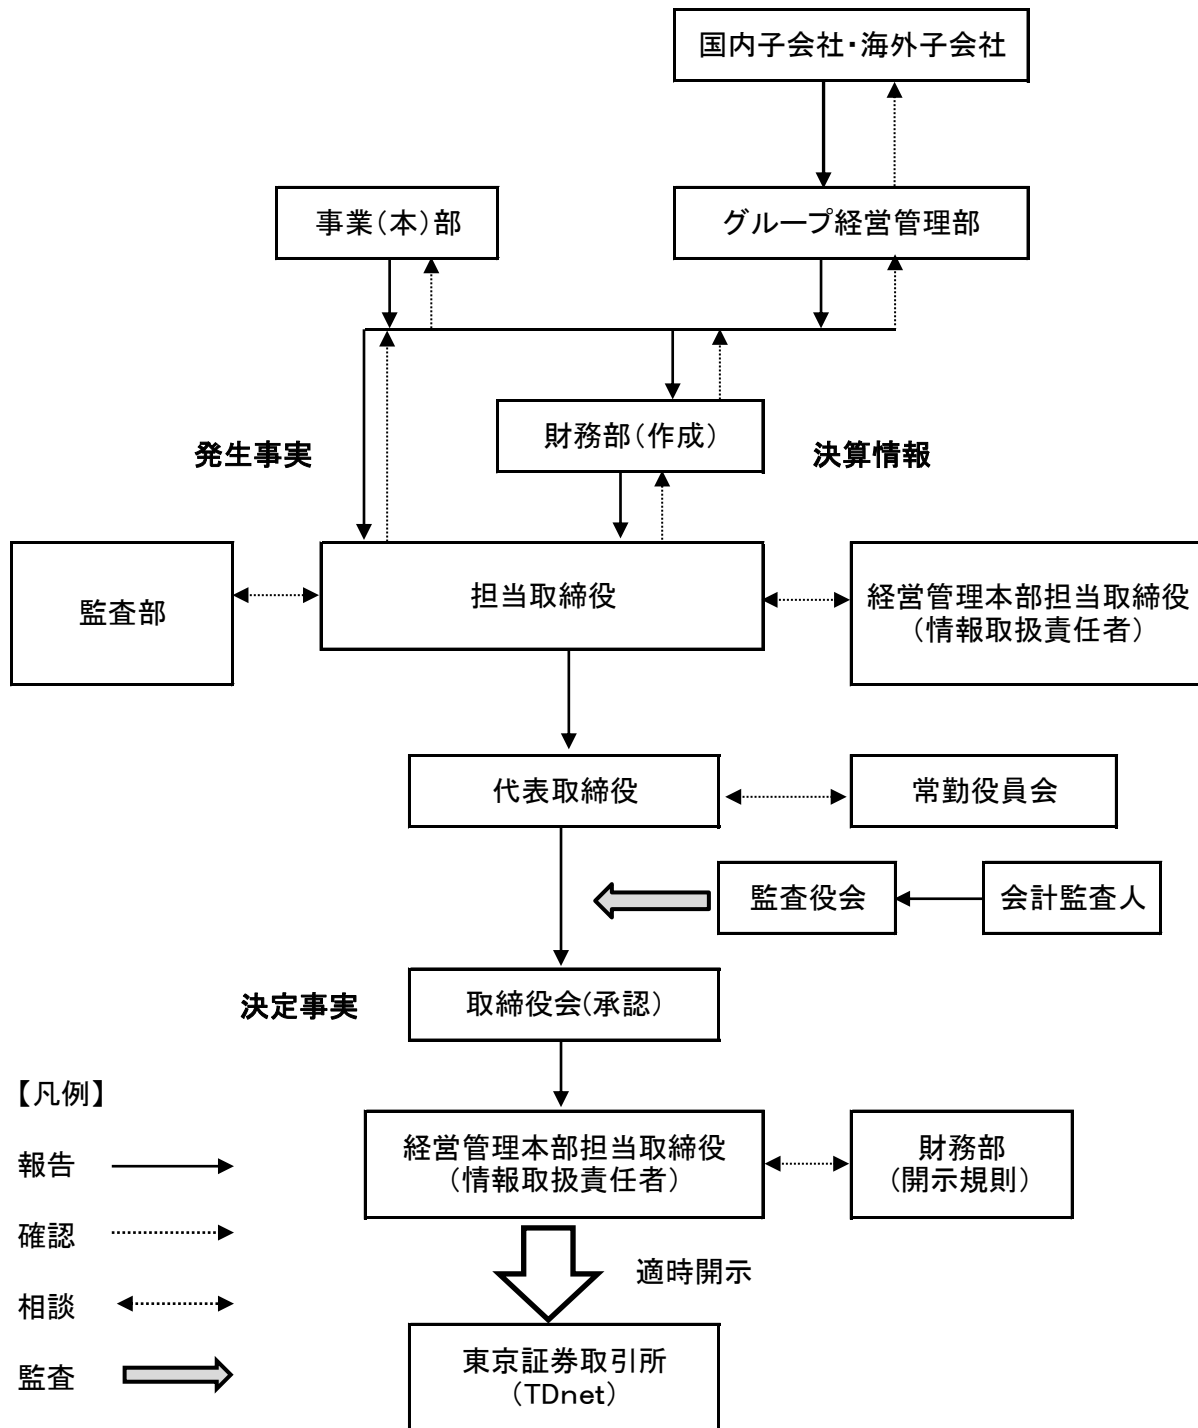 国内子会社・海外子会社
事業(本)部
グループ経営管理部
財務部(作成)
発生事実
決算情報
監査部
担当取締役
経営管理本部担当取締役
(情報取扱責任者)
代表取締役
常勤役員会
監査役会
会計監査人
決定事実
取締役会(承認)
【凡例】
報告
確認
相談
監査
経営管理本部担当取締役
(情報取扱責任者)
財務部
(開示規則)
適時開示
東京証券取引所
(TDnet)